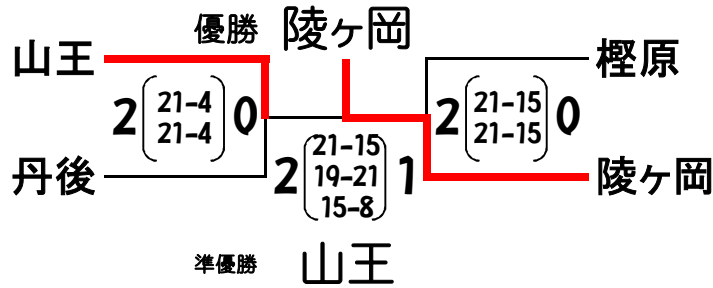 優勝 陵ヶ岡
山王
樫原
2 21-4 0
21-4
2 21-15 0
21-15
丹後
2 21-15 1
19-21
15-8
陵ヶ岡
準優勝 山王